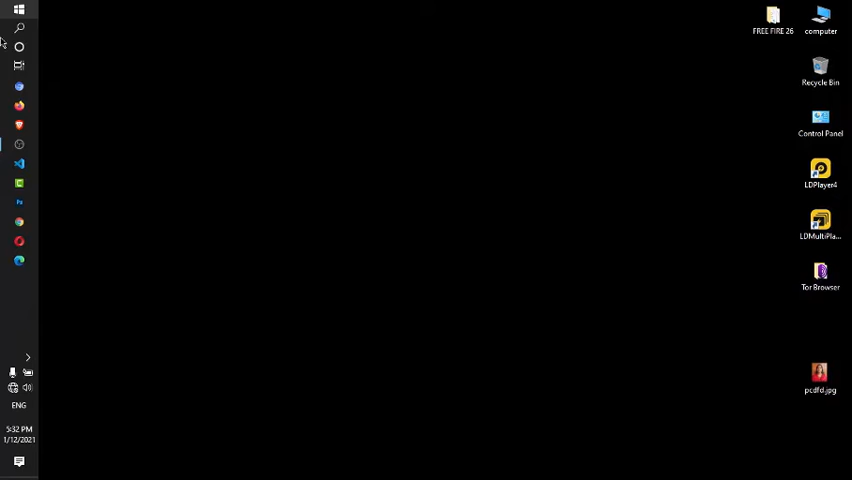 FREE FIRE 26
computer
Recycle Bin
Control Panel
LDPlayer4
LDMultiPla...
Tor Browser
pcdfd.jpg
ENG
5:32 PM
1/12/2021